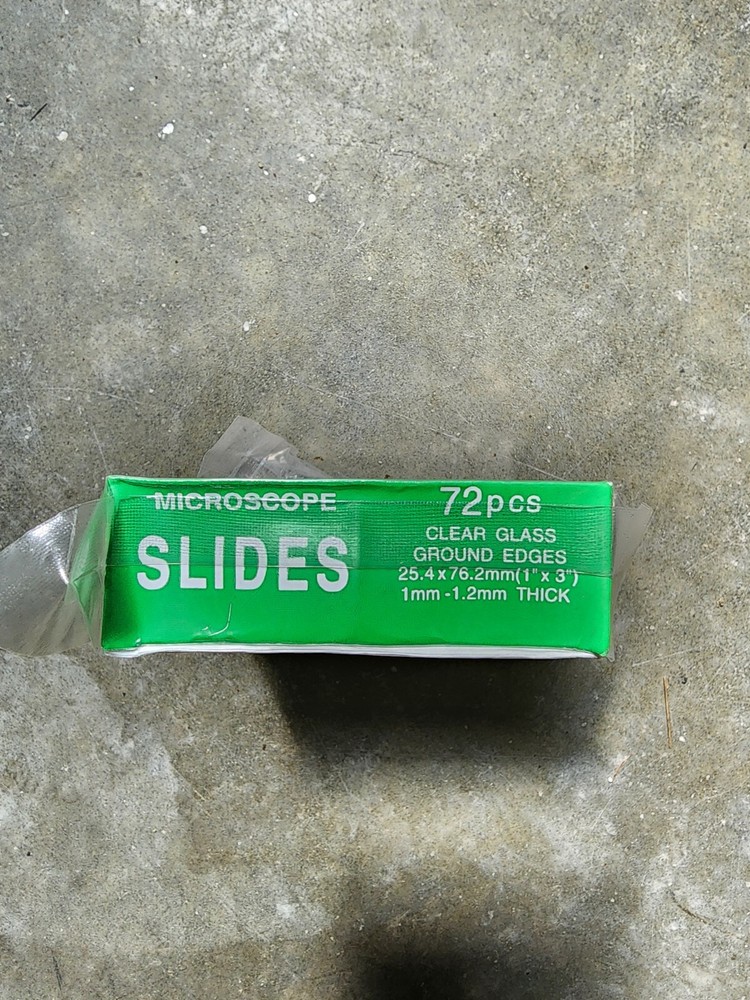 MICROSCOPE
SLIDES
72pcs
CLEAR GLASS
GROUND EDGES
25.4x76.2mm(1"x 3")
1mm-1.2mm THICK